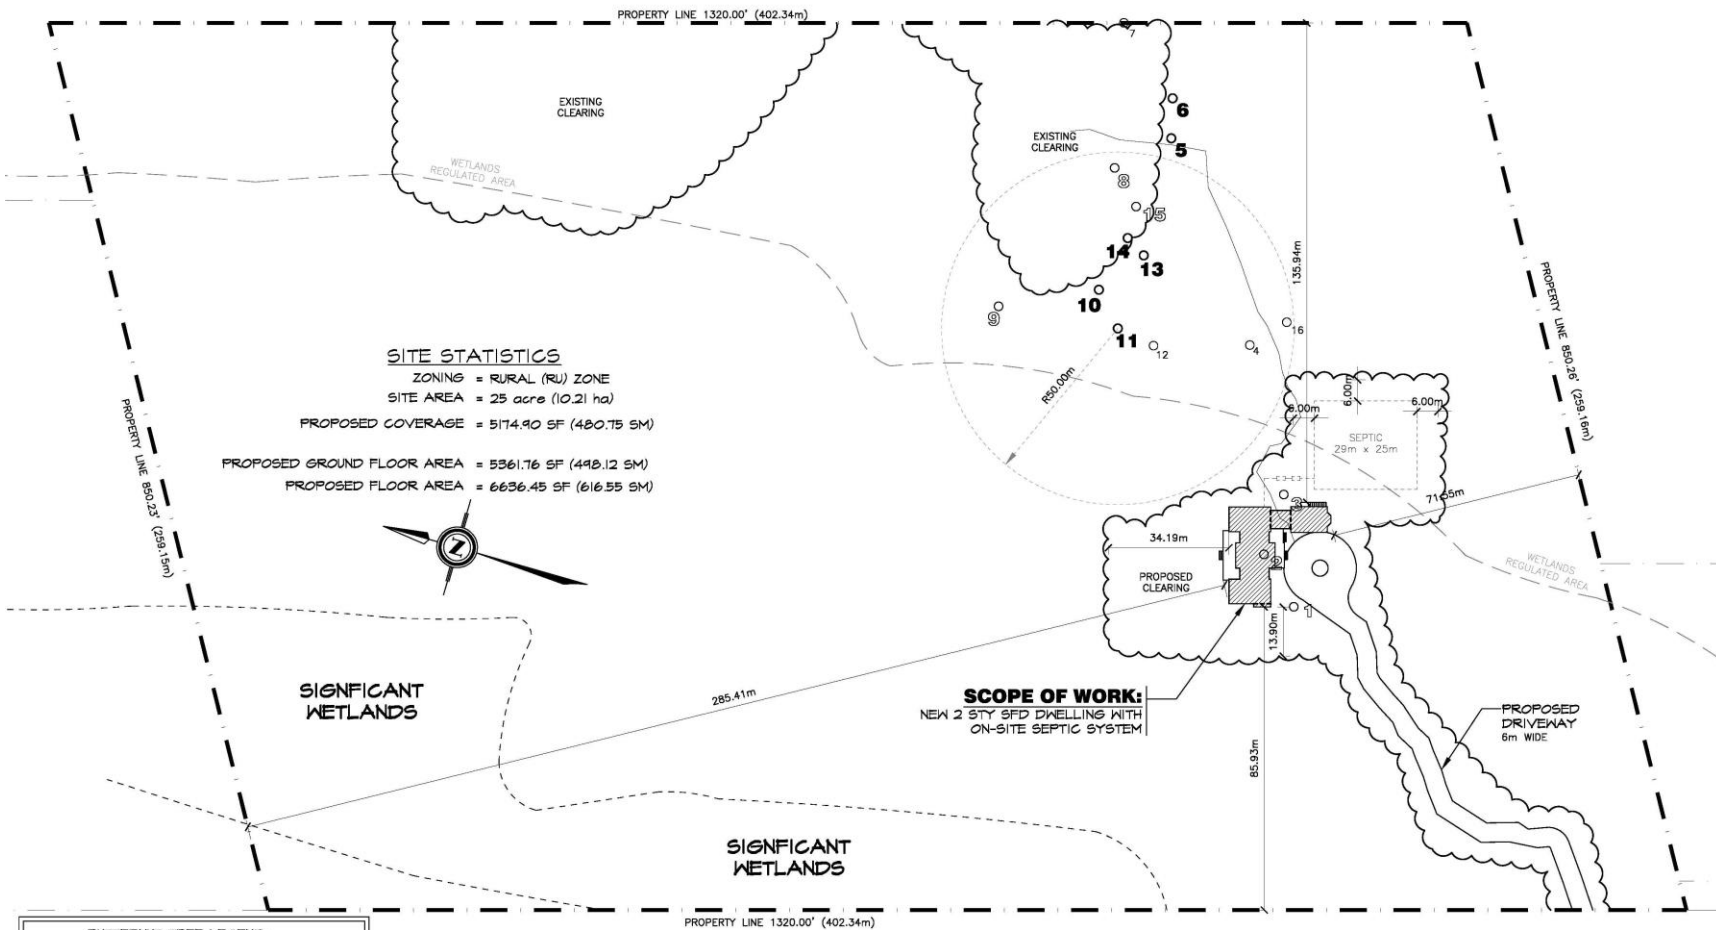 PROPERTY LINE 1320.00' (402.34m)
7
EXISTING
CLEARING
6
EXISTING
CLEARING
5
WETLANDS
REGULATED AREA
8
15
14
13
135.94m
PROPERTY LINE 850.26' (259.16m)
10
9
11
16
12
4
R50.00m
SITE STATISTICS
ZONING = RURAL (RU) ZONE
SITE AREA = 25 acre (10.21 ha)
PROPOSED COVERAGE = 5174.90 SF (480.75 SM)
PROPOSED GROUND FLOOR AREA = 5361.76 SF (498.12 SM)
PROPOSED FLOOR AREA = 6636.45 SF (616.55 SM)
PROPERTY LINE 850.23' (259.15m)
6.00m
6.00m
6.00m
SEPTIC
29m x 25m
71.55m
3
Z
34.19m
2
PROPOSED
CLEARING
WETLANDS
REGULATED AREA
1
13.90m
SIGNFICANT
WETLANDS
285.41m
SCOPE OF WORK:
NEW 2 STY SFD DWELLING WITH
ON-SITE SEPTIC SYSTEM
PROPOSED
DRIVEWAY
6m WIDE
85.93m
SIGNFICANT
WETLANDS
PROPERTY LINE 1320.00' (402.34m)